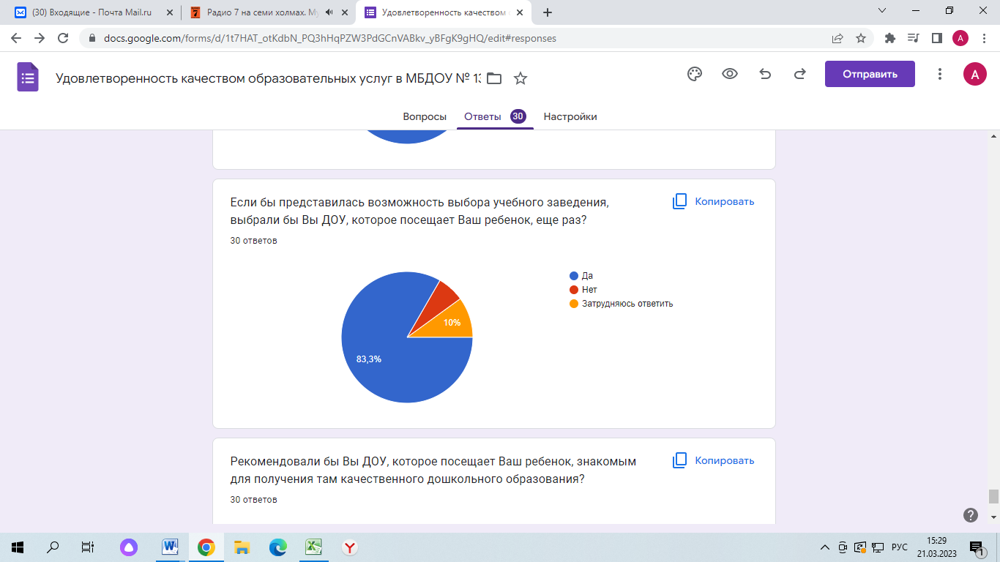 (30) Входящие - Почта Mail.ru
Радио 7 на семи холмах. Му
Удовлетворенность качеством
docs.google.com/forms/d/1t7HAT_otKdbN_PQ3hHqPZW3PdGCnVABkv_yBFgK9gHQ/edit#responses
A
Удовлетворенность качеством образовательных услуг в МБДОУ № 13
Отправить
A
Вопросы Ответы 30 Настройки
Если бы представилась возможность выбора учебного заведения,
выбрали бы Вы ДОУ, которое посещает Ваш ребенок, еще раз?
Копировать
30 ответов
Да
Нет
Затрудняюсь ответить
10%
83,3%
Рекомендовали бы Вы ДОУ, которое посещает Ваш ребенок, знакомым
для получения там качественного дошкольного образования?
Копировать
30 ответов
РУС
15:29
21.03.2023
1